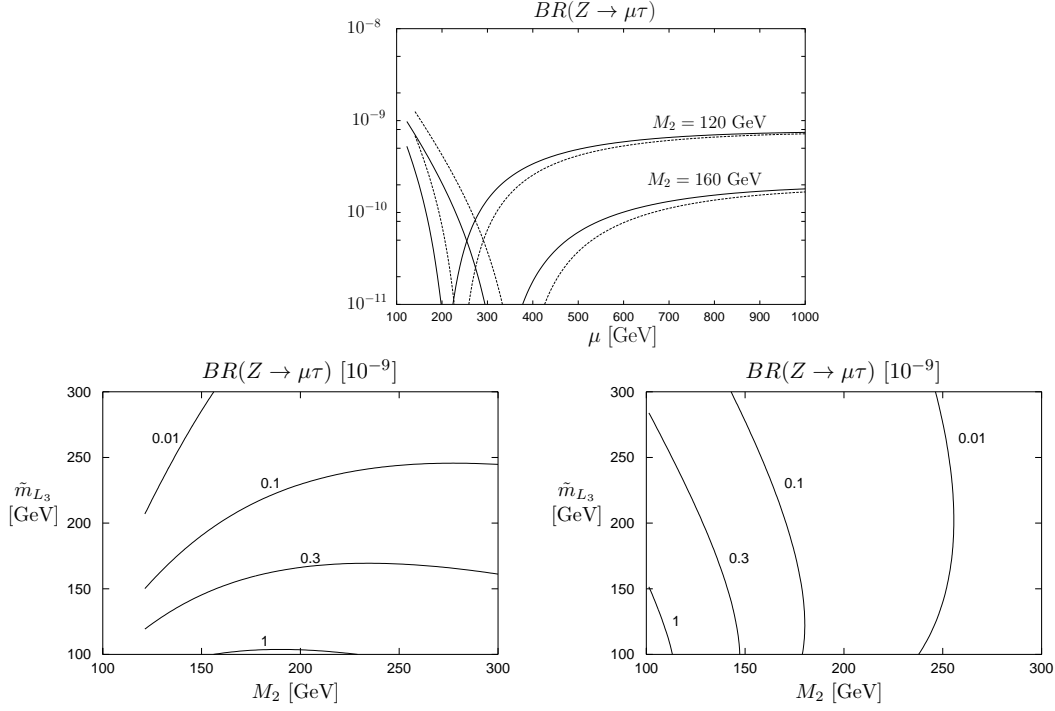 BR(Z → μτ)
10⁻⁸
10⁻⁹
10⁻¹⁰
10⁻¹¹
M₂ = 120 GeV
M₂ = 160 GeV
100 200 300 400 500 600 700 800 900 1000
μ [GeV]
BR(Z → μτ) [10⁻⁹]
300
250
200
150
100
m̃_L₃
[GeV]
0.01
0.1
0.3
1
100 150 200 250 300
M₂ [GeV]
BR(Z → μτ) [10⁻⁹]
300
250
200
150
100
m̃_L₃
[GeV]
0.01
0.1
0.3
1
100 150 200 250 300
M₂ [GeV]